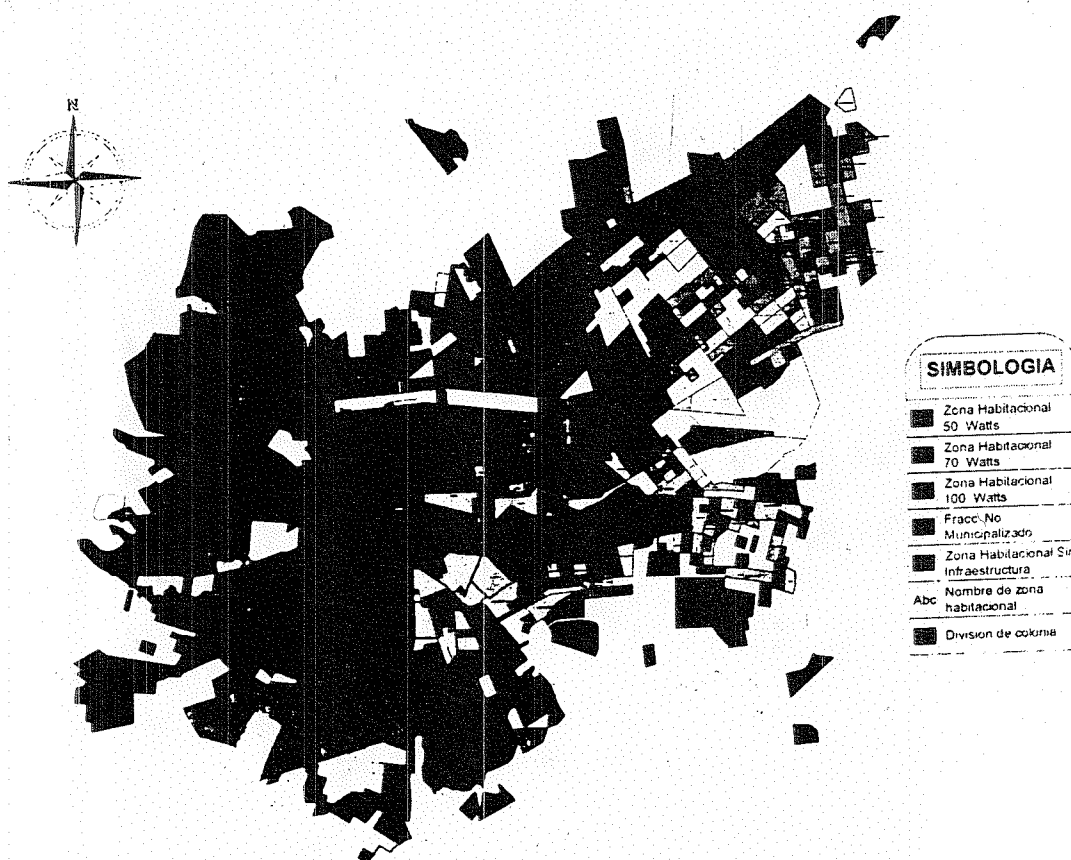 N
SIMBOLOGIA
Zona Habitacional
50 Watts
Zona Habitacional
70 Watts
Zona Habitacional
100 Watts
Fracc. No
Municipalizado
Zona Habitacional Sin
Infraestructura
Abc Nombre de zona
habitacional
Division de colonia